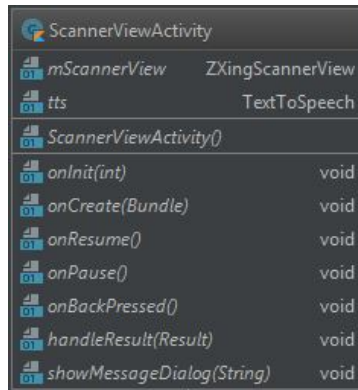 ScannerViewActivity
mScannerView ZXingScannerView
tts TextToSpeech
ScannerViewActivity()
onInit(int) void
onCreate(Bundle) void
onResume() void
onPause() void
onBackPressed() void
handleResult(Result) void
showMessageDialog(String) void